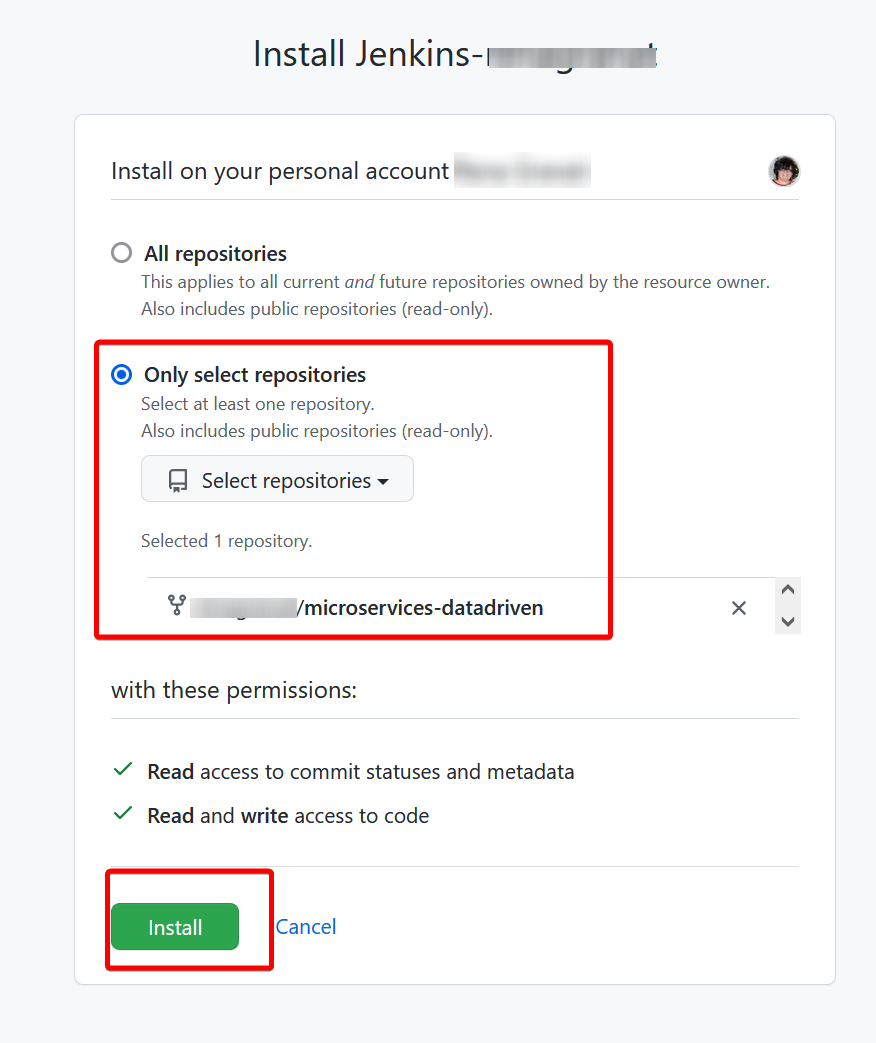 Install Jenkins-
Install on your personal account
All repositories
This applies to all current and future repositories owned by the resource owner.
Also includes public repositories (read-only).
Only select repositories
Select at least one repository.
Also includes public repositories (read-only).
Select repositories
Selected 1 repository.
/microservices-datadriven
with these permissions:
Read access to commit statuses and metadata
Read and write access to code
Install Cancel